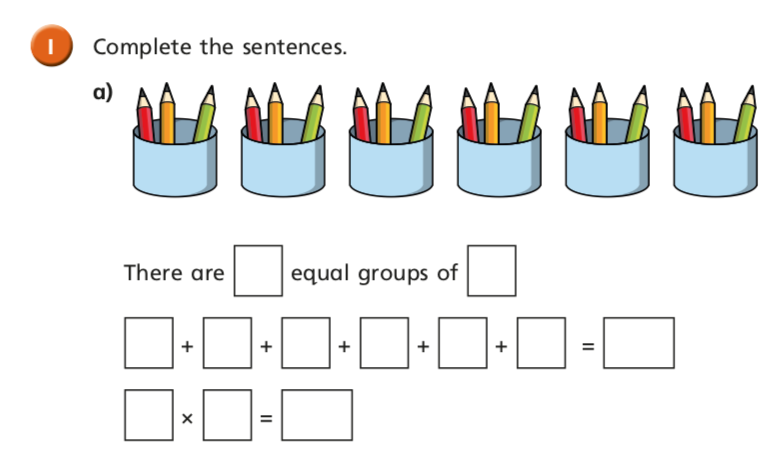 1 Complete the sentences.
a)
There are equal groups of
+ + + + + =
× =